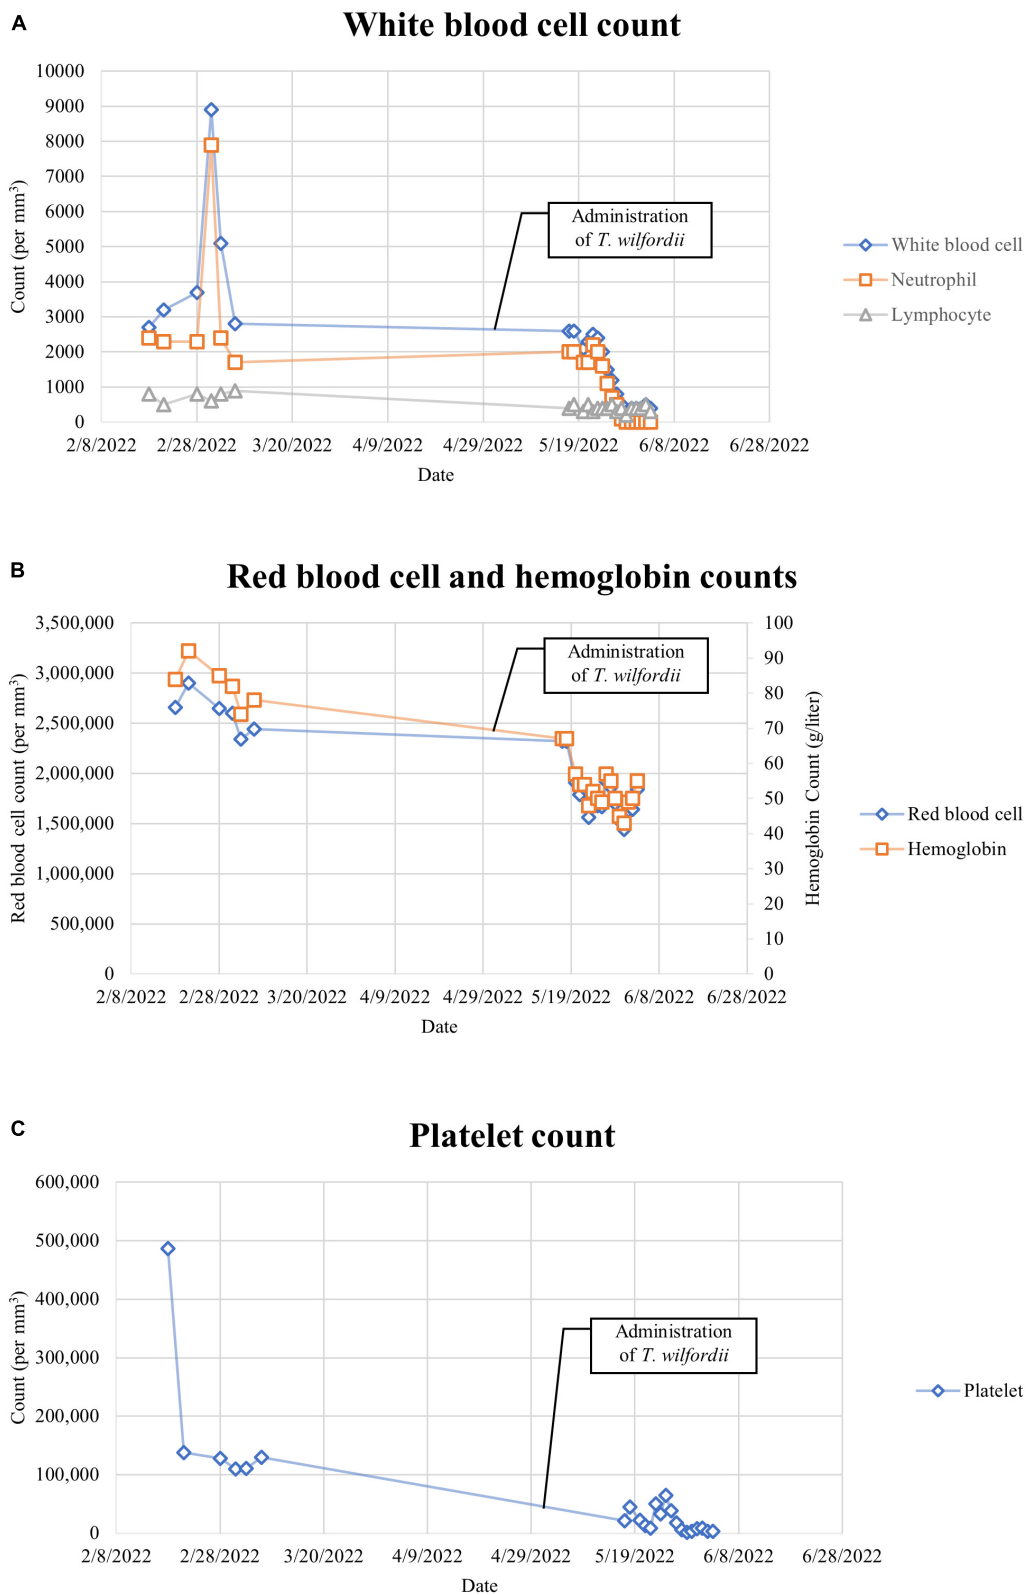 A
White blood cell count
10000
9000
8000
7000
6000
5000
4000
3000
2000
1000
0
Count (per mm³)
Administration
of T. wilfordii
White blood cell
Neutrophil
Lymphocyte
2/8/2022 2/28/2022 3/20/2022 4/9/2022 4/29/2022 5/19/2022 6/8/2022 6/28/2022
Date
B
Red blood cell and hemoglobin counts
3,500,000
3,000,000
2,500,000
2,000,000
1,500,000
1,000,000
500,000
0
Red blood cell count (per mm³)
Administration
of T. wilfordii
100
90
80
70
60
50
40
30
20
10
0
Hemoglobin Count (g/liter)
Red blood cell
Hemoglobin
2/8/2022 2/28/2022 3/20/2022 4/9/2022 4/29/2022 5/19/2022 6/8/2022 6/28/2022
Date
C
Platelet count
600,000
500,000
400,000
300,000
200,000
100,000
0
Count (per mm³)
Administration
of T. wilfordii
Platelet
2/8/2022 2/28/2022 3/20/2022 4/9/2022 4/29/2022 5/19/2022 6/8/2022 6/28/2022
Date